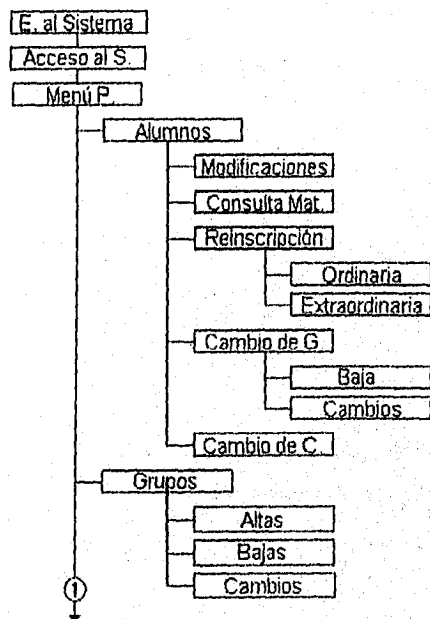 E. al Sistema
Acceso al S.
Menú P.
Alumnos
Modificaciones
Consulta Mat.
Reinscripción
Ordinaria
Extraordinaria
Cambio de G.
Baja
Cambios
Cambio de C.
Grupos
Altas
Bajas
Cambios
1